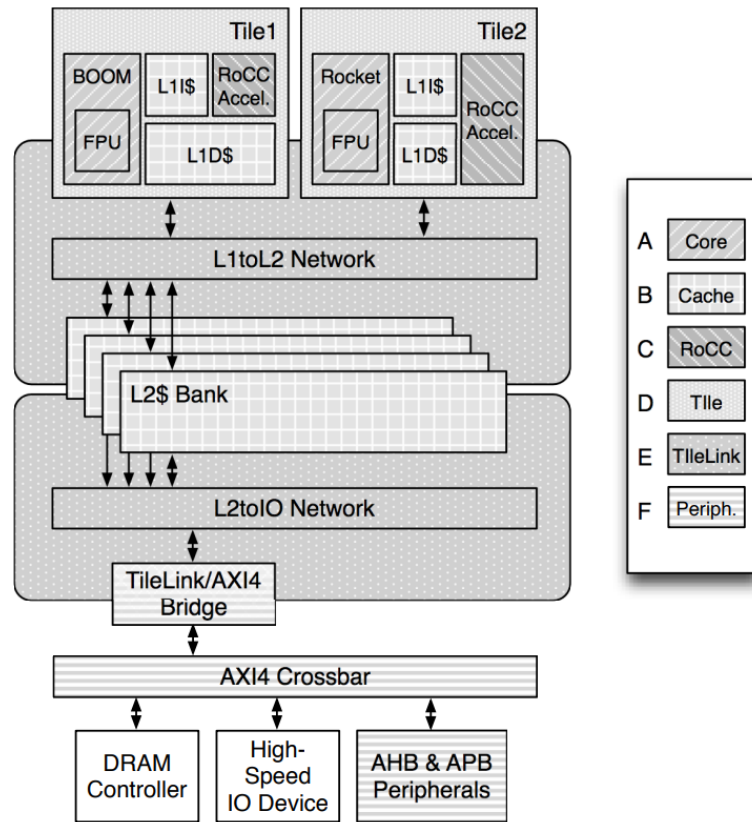 Tile1
BOOM
FPU
L1I$
RoCC
Accel.
L1D$
Tile2
Rocket
FPU
L1I$
L1D$
RoCC
Accel.
L1toL2 Network
L2$ Bank
L2toIO Network
TileLink/AXI4
Bridge
AXI4 Crossbar
DRAM
Controller
High-
Speed
IO Device
AHB & APB
Peripherals
A Core
B Cache
C RoCC
D TIle
E TIleLink
F Periph.